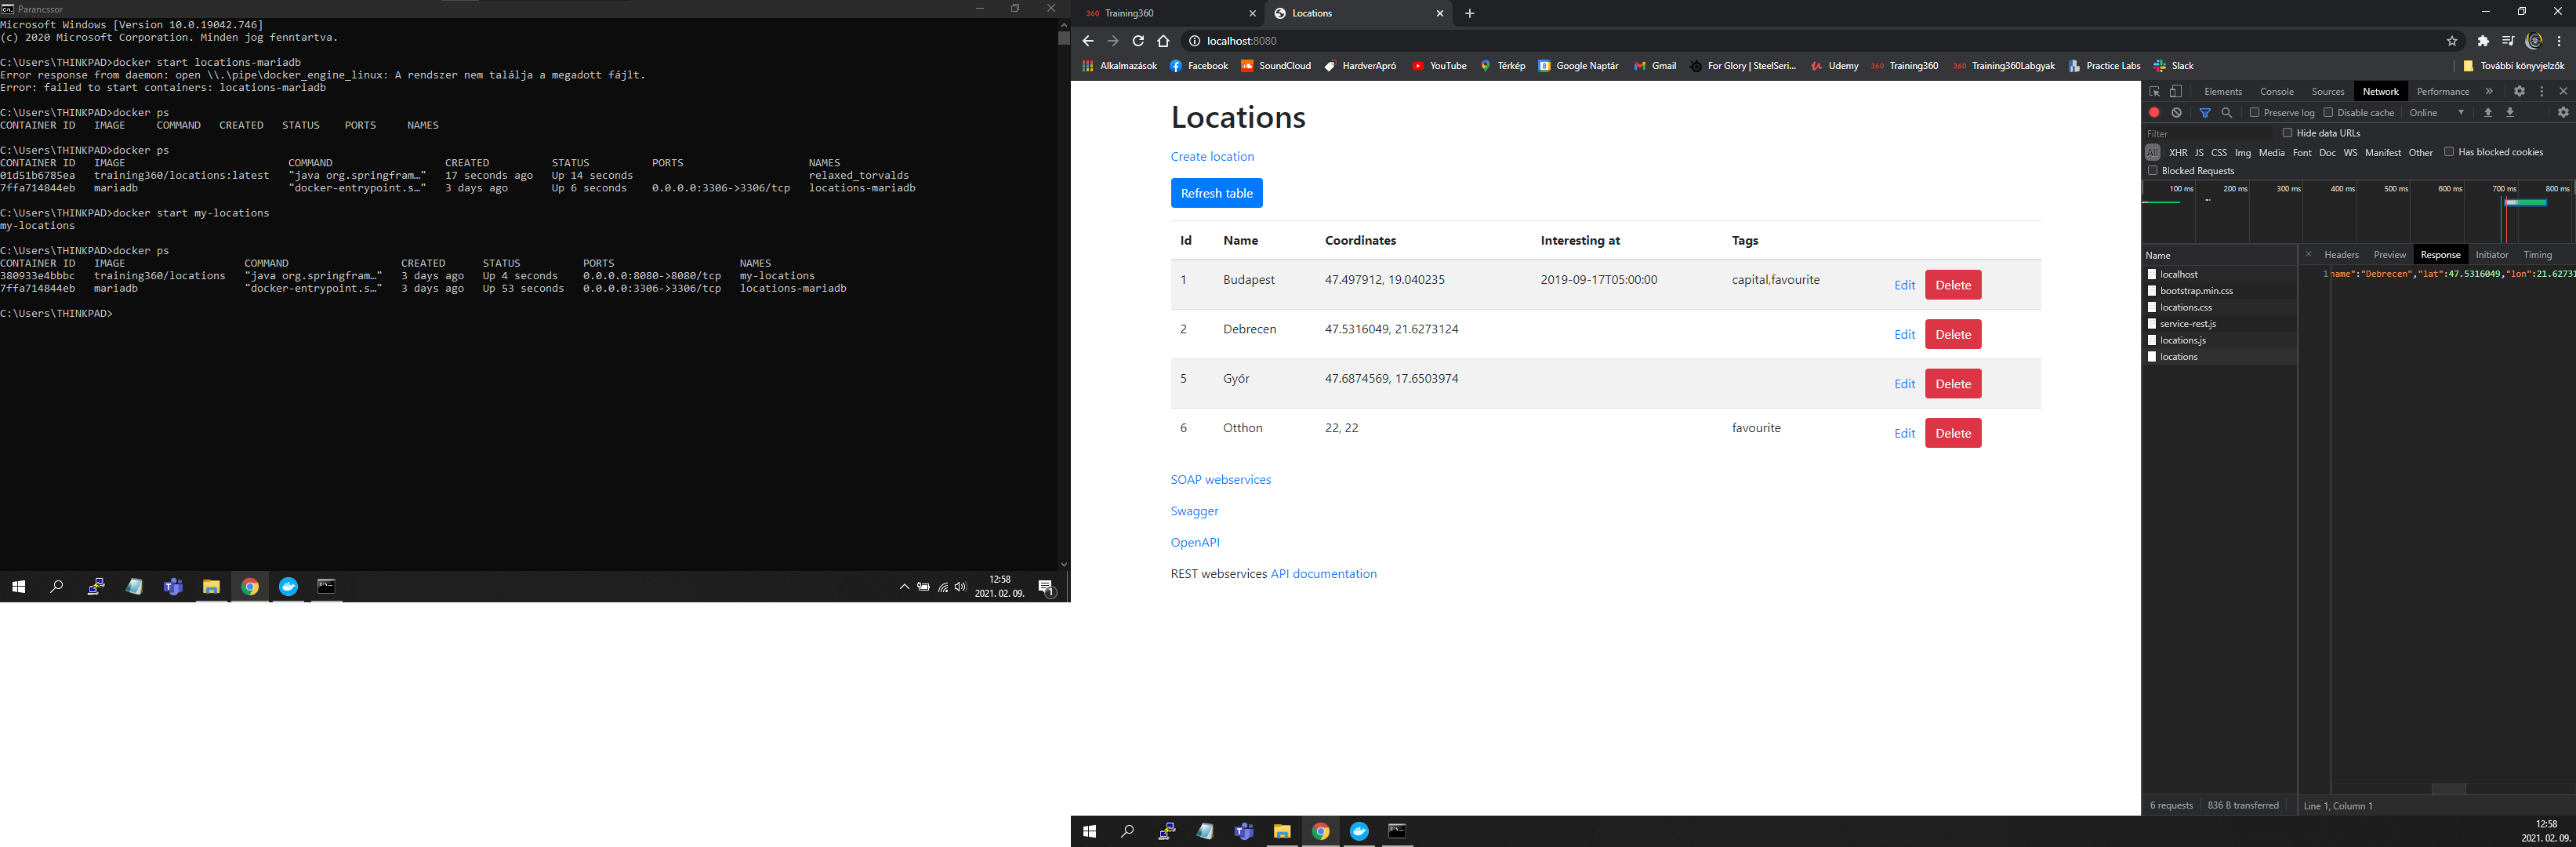 Parancssor
Microsoft Windows [Version 10.0.19042.746]
(c) 2020 Microsoft Corporation. Minden jog fenntartva.
C:\Users\THINKPAD>docker start locations-mariadb
Error response from daemon: open \\.\pipe\docker_engine_linux: A rendszer nem találja a megadott fájlt.
Error: failed to start containers: locations-mariadb
C:\Users\THINKPAD>docker ps
CONTAINER ID IMAGE COMMAND CREATED STATUS PORTS NAMES
C:\Users\THINKPAD>docker ps
CONTAINER ID IMAGE COMMAND CREATED STATUS PORTS NAMES
01d51b6785ea training360/locations:latest "java org.springfram…" 17 seconds ago Up 14 seconds relaxed_torvalds
7ffa714844eb mariadb "docker-entrypoint.s…" 3 days ago Up 6 seconds 0.0.0.0:3306->3306/tcp locations-mariadb
C:\Users\THINKPAD>docker start my-locations
my-locations
C:\Users\THINKPAD>docker ps
CONTAINER ID IMAGE COMMAND CREATED STATUS PORTS NAMES
380933e4bbbc training360/locations "java org.springfram…" 3 days ago Up 4 seconds 0.0.0.0:8080->8080/tcp my-locations
7ffa714844eb mariadb "docker-entrypoint.s…" 3 days ago Up 53 seconds 0.0.0.0:3306->3306/tcp locations-mariadb
C:\Users\THINKPAD>
12:58
2021. 02. 09.
1
360 Training360
Locations
localhost:8080
Alkalmazások Facebook SoundCloud HardverApró YouTube Térkép Google Naptár Gmail For Glory | SteelSeri... Udemy 360 Training360 360 Training360Labgyak Practice Labs Slack További könyvjelzők
Locations
Create location
Refresh table
Id Name Coordinates Interesting at Tags
1 Budapest 47.497912, 19.040235 2019-09-17T05:00:00 capital,favourite Edit Delete
2 Debrecen 47.5316049, 21.6273124 Edit Delete
5 Győr 47.6874569, 17.6503974 Edit Delete
6 Otthon 22, 22 favourite Edit Delete
SOAP webservices
Swagger
OpenAPI
REST webservices API documentation
Elements Console Sources Network Performance
Preserve log Disable cache Online
Filter Hide data URLs
All XHR JS CSS Img Media Font Doc WS Manifest Other Has blocked cookies
Blocked Requests
100 ms 200 ms 300 ms 400 ms 500 ms 600 ms 700 ms 800 ms
Name
localhost
bootstrap.min.css
locations.css
service-rest.js
locations.js
locations
Headers Preview Response Initiator Timing
1 name":"Debrecen","lat":47.5316049,"lon":21.62731
6 requests 836 B transferred
Line 1, Column 1
12:58
2021. 02. 09.